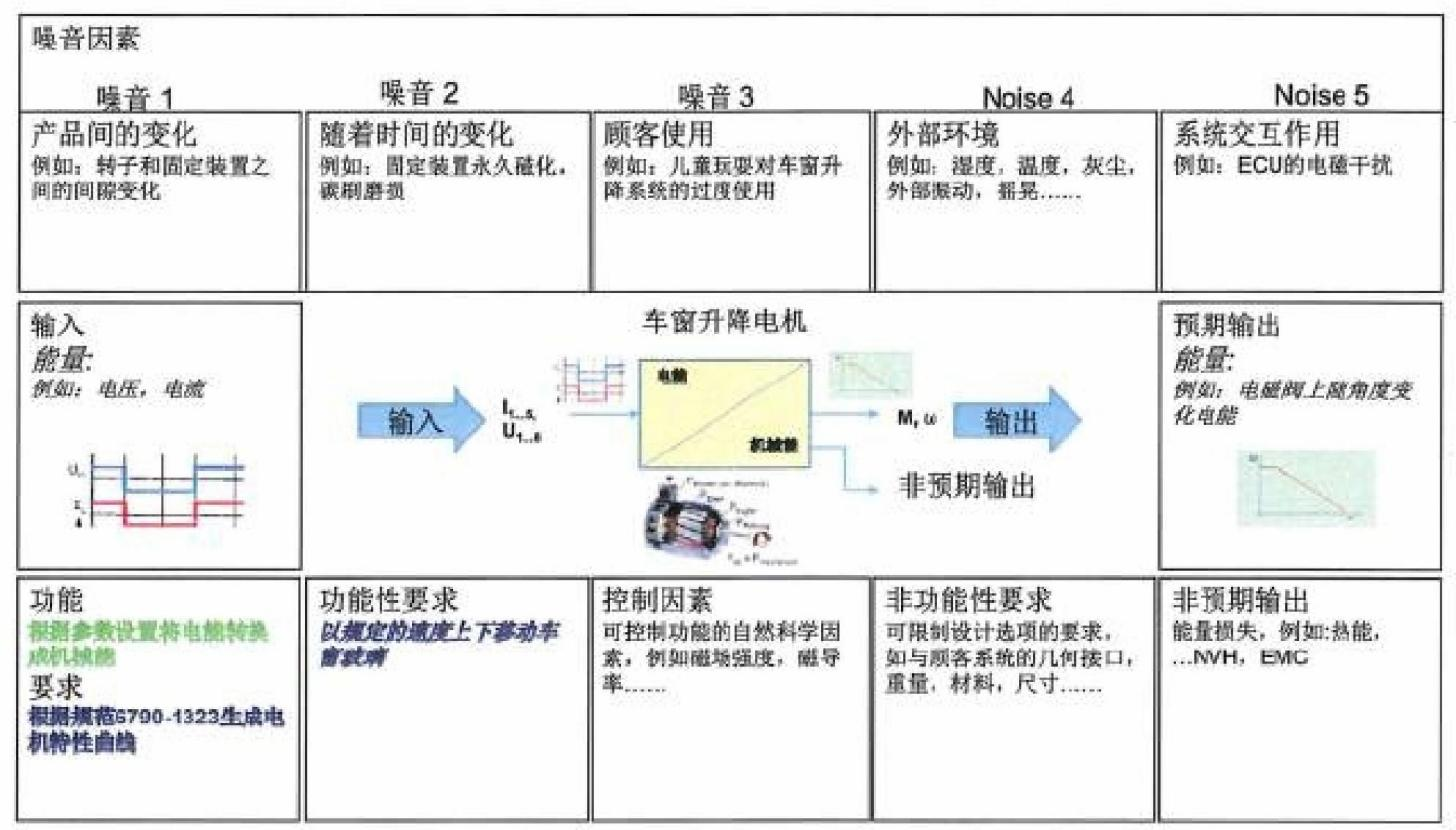 噪音因素
噪音 1
噪音 2
噪音 3
Noise 4
Noise 5
产品间的变化
例如：转子和固定装置之
间的间隙变化
随着时间的变化
例如：固定装置永久磁化，
碳刷磨损
顾客使用
例如：儿童玩耍对车窗升
降系统的过度使用
外部环境
例如：湿度，温度，灰尘，
外部振动，摇晃……
系统交互作用
例如：ECU的电磁干扰
输入
能量:
例如：电压，电流
车窗升降电机
输入
电能
机械能
M, ω
输出
非预期输出
预期输出
能量:
例如：电磁阀上随角度变
化电能
功能
根据参数设置将电能转换
成机械能
要求
根据规范6790-1323生成电
机特性曲线
功能性要求
以规定的速度上下移动车
窗玻璃
控制因素
可控制功能的自然科学因
素，例如磁场强度，磁导
率……
非功能性要求
可限制设计选项的要求，
如与顾客系统的几何接口，
重量，材料，尺寸……
非预期输出
能量损失，例如:热能，
…NVH，EMC